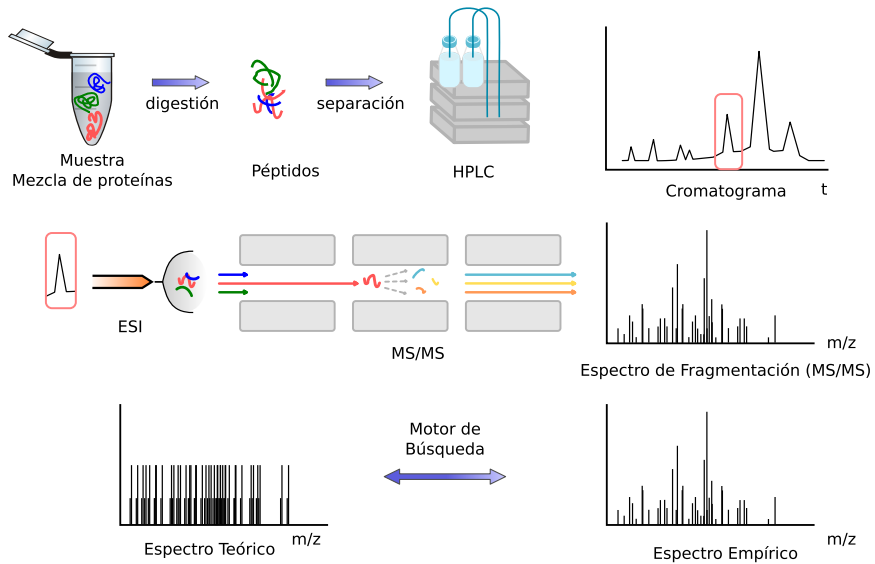 digestión
separación
Muestra
Mezcla de proteínas
Péptidos
HPLC
Cromatograma
t
ESI
MS/MS
m/z
Espectro de Fragmentación (MS/MS)
Motor de
Búsqueda
m/z
Espectro Teórico
m/z
Espectro Empírico